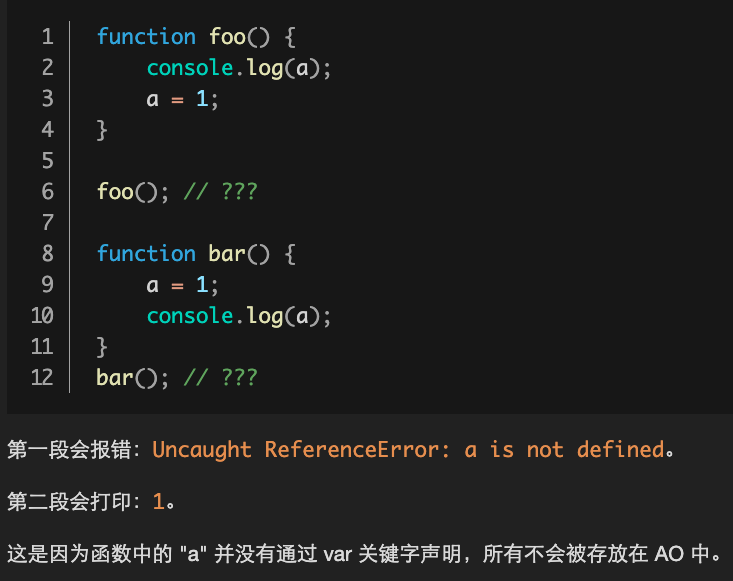 1 function foo() {
2 console.log(a);
3 a = 1;
4 }
5
6 foo(); // ???
7
8 function bar() {
9 a = 1;
10 console.log(a);
11 }
12 bar(); // ???
第一段会报错：Uncaught ReferenceError: a is not defined。
第二段会打印：1。
这是因为函数中的 "a" 并没有通过 var 关键字声明，所有不会被存放在 AO 中。